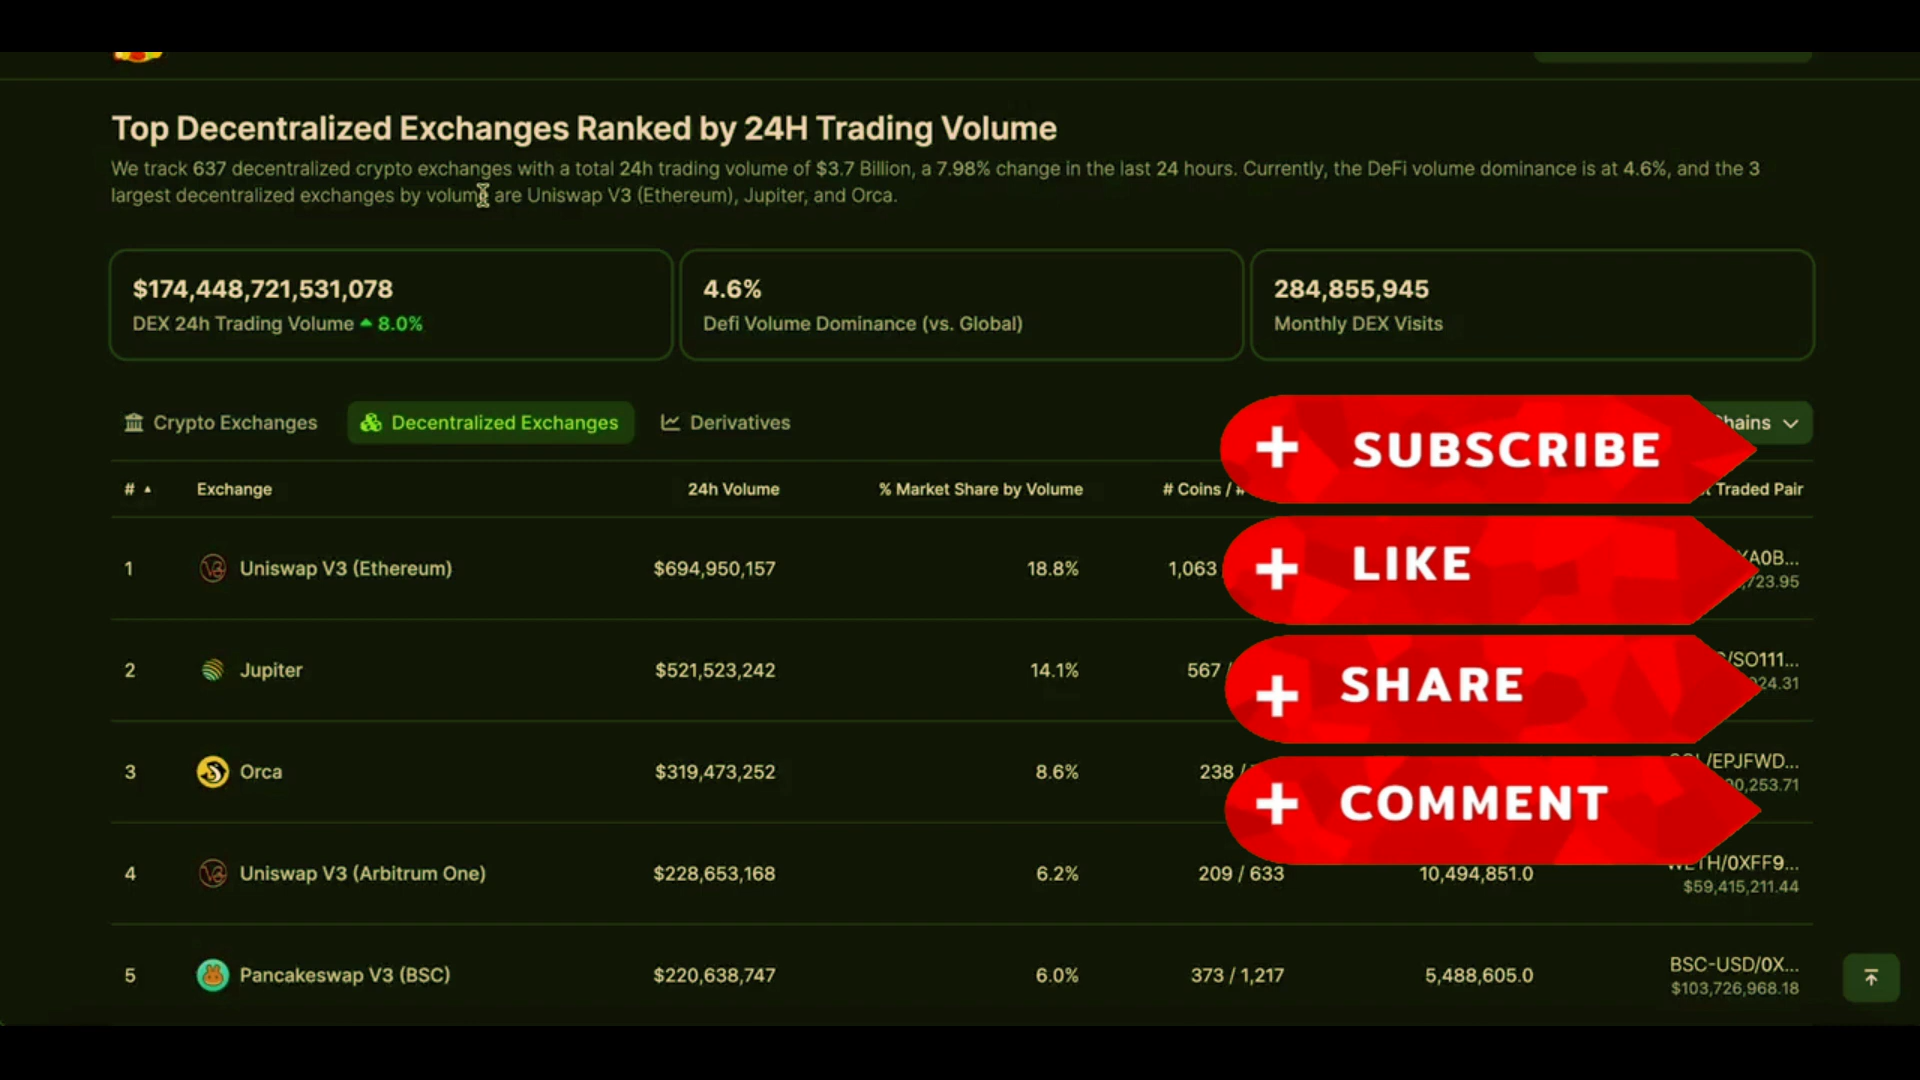 Top Decentralized Exchanges Ranked by 24H Trading Volume
We track 637 decentralized crypto exchanges with a total 24h trading volume of $3.7 Billion, a 7.98% change in the last 24 hours. Currently, the DeFi volume dominance is at 4.6%, and the 3
largest decentralized exchanges by volume are Uniswap V3 (Ethereum), Jupiter, and Orca.
$174,448,721,531,078 4.6% 284,855,945
DEX 24h Trading Volume 8.0% Defi Volume Dominance (vs. Global) Monthly DEX Visits
Crypto Exchanges Decentralized Exchanges Derivatives
+ SUBSCRIBE
# Exchange 24h Volume % Market Share by Volume # Coins / Traded Pair
1 Uniswap V3 (Ethereum) $694,950,157 18.8% 1,063
+ LIKE
2 Jupiter $521,523,242 14.1% 567
+ SHARE
3 Orca $319,473,252 8.6% 238 /
+ COMMENT
4 Uniswap V3 (Arbitrum One) $228,653,168 6.2% 209 / 633 10,494,851.0
$59,415,211.44
5 Pancakeswap V3 (BSC) $220,638,747 6.0% 373 / 1,217 5,488,605.0 BSC-USD/0X...
$103,726,968.18